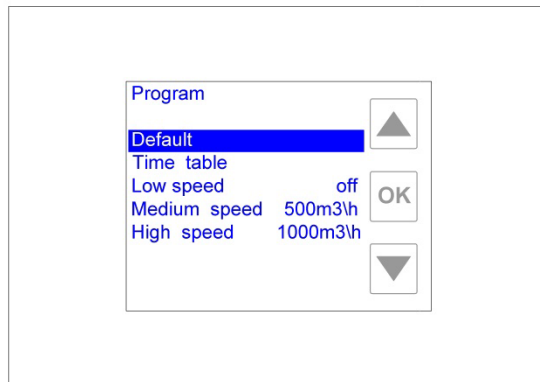 Program
Default
Time table
Low speed off
OK
Medium speed 500m3\h
High speed 1000m3\h